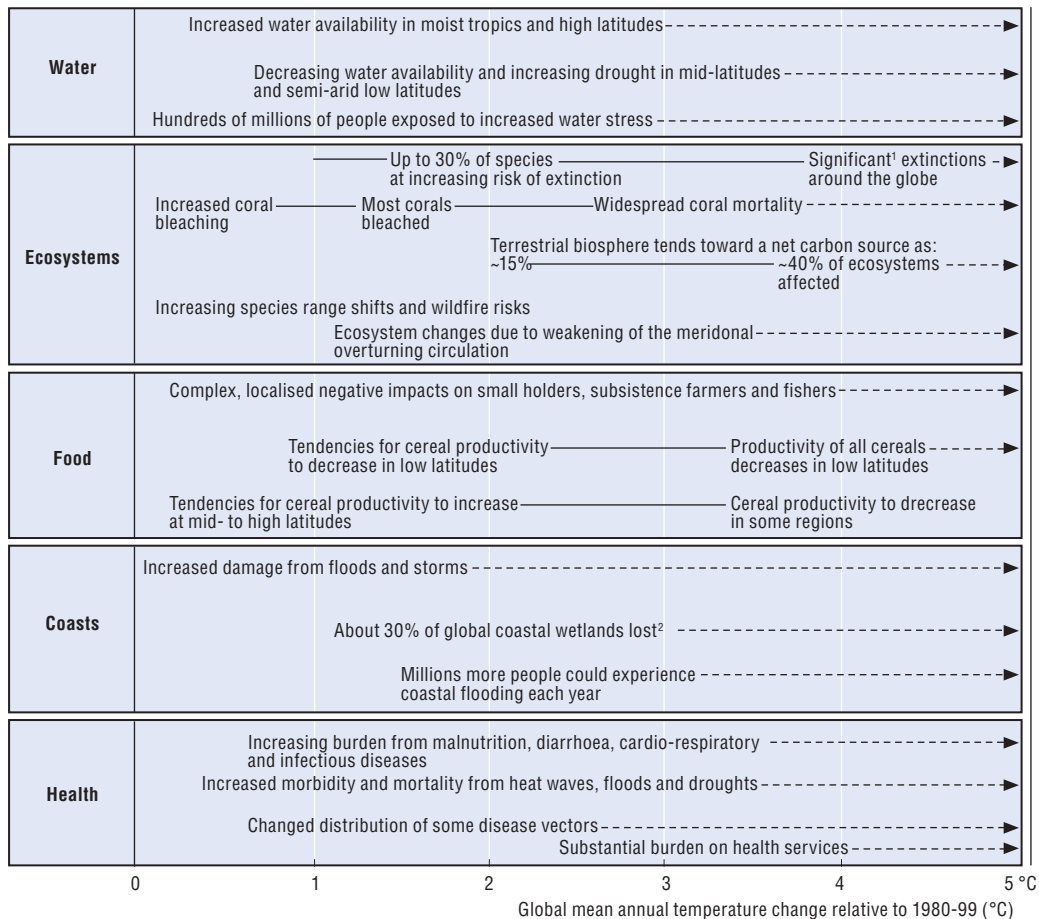 Water
Increased water availability in moist tropics and high latitudes
Decreasing water availability and increasing drought in mid-latitudes
and semi-arid low latitudes
Hundreds of millions of people exposed to increased water stress
Ecosystems
Up to 30% of species
at increasing risk of extinction
Significant¹ extinctions
around the globe
Increased coral
bleaching
Most corals
bleached
Widespread coral mortality
Terrestrial biosphere tends toward a net carbon source as:
~15%
~40% of ecosystems
affected
Increasing species range shifts and wildfire risks
Ecosystem changes due to weakening of the meridonal
overturning circulation
Food
Complex, localised negative impacts on small holders, subsistence farmers and fishers
Tendencies for cereal productivity
to decrease in low latitudes
Productivity of all cereals
decreases in low latitudes
Tendencies for cereal productivity to increase
at mid- to high latitudes
Cereal productivity to drecrease
in some regions
Coasts
Increased damage from floods and storms
About 30% of global coastal wetlands lost²
Millions more people could experience
coastal flooding each year
Health
Increasing burden from malnutrition, diarrhoea, cardio-respiratory
and infectious diseases
Increased morbidity and mortality from heat waves, floods and droughts
Changed distribution of some disease vectors
Substantial burden on health services
0 1 2 3 4 5 °C
Global mean annual temperature change relative to 1980-99 (°C)